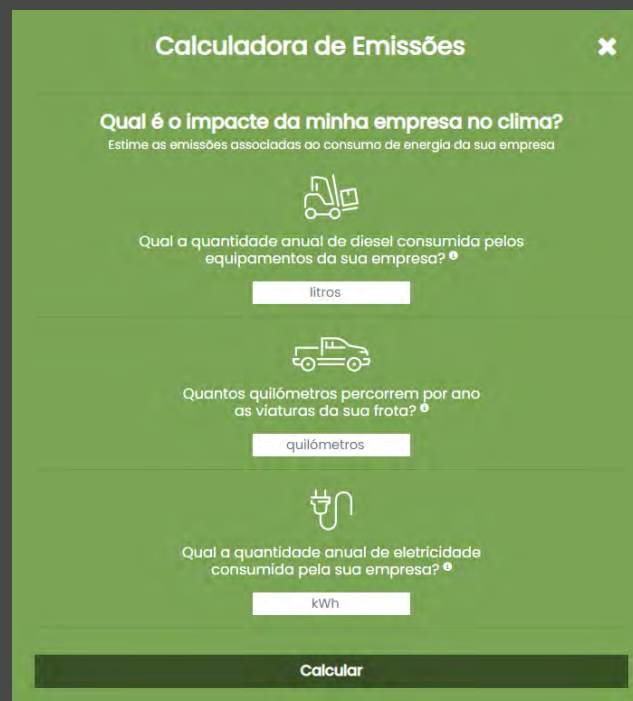 Calculadora de Emissões
Qual é o impacte da minha empresa no clima?
Estime as emissões associadas ao consumo de energia da sua empresa
Qual a quantidade anual de diesel consumida pelos
equipamentos da sua empresa?
litros
Quantos quilómetros percorrem por ano
as viaturas da sua frota?
quilómetros
Qual a quantidade anual de eletricidade
consumida pela sua empresa?
kWh
Calcular